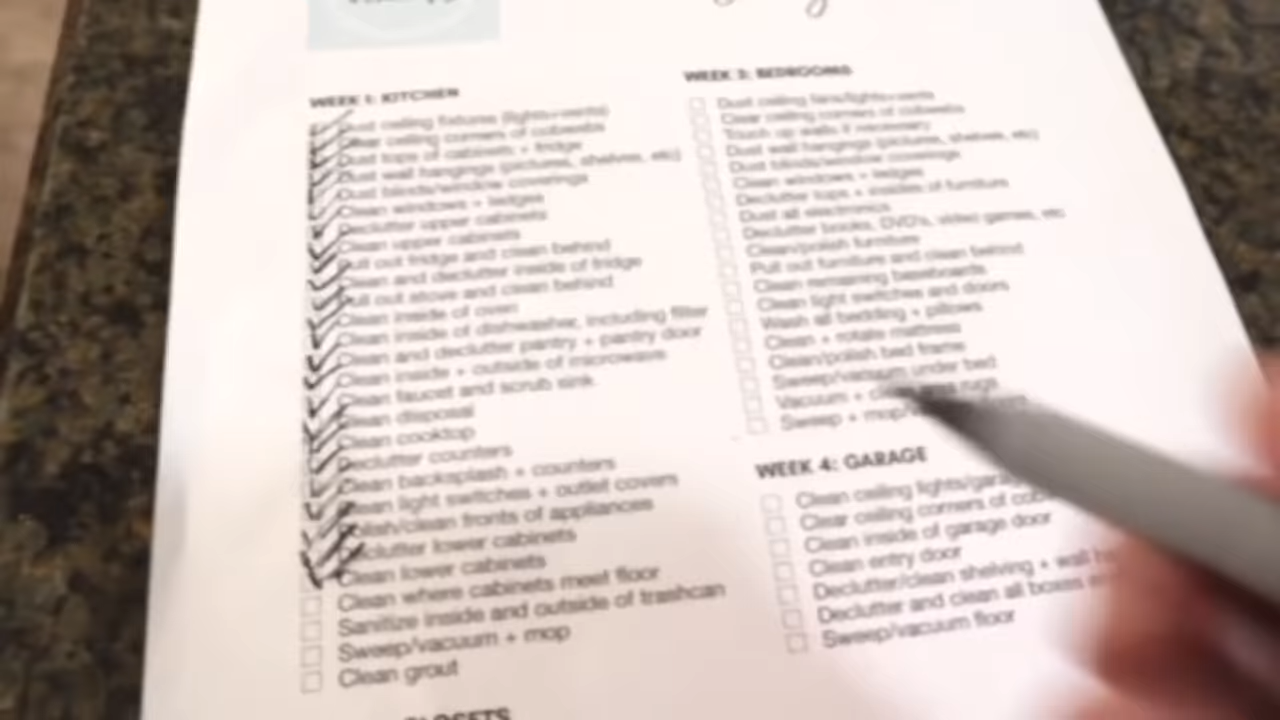 WEEK 1: KITCHEN
Dust ceiling fixtures (lights+vents)
Clear ceiling corners of cobwebs
Dust tops of cabinets + fridge
Dust wall hangings (pictures, shelves, etc)
Dust blinds/window coverings
Clean windows + ledges
Declutter upper cabinets
Clean upper cabinets
Pull out fridge and clean behind
Clean and declutter inside of fridge
Pull out stove and clean behind
Clean inside of oven
Clean inside of dishwasher, including filter
Clean and declutter pantry + pantry door
Clean inside + outside of microwave
Clean faucet and scrub sink
Clean disposal
Clean cooktop
Declutter counters
Clean backsplash + counters
Clean light switches + outlet covers
Polish/clean fronts of appliances
Declutter lower cabinets
Clean lower cabinets
Clean where cabinets meet floor
Sanitize inside and outside of trashcan
Sweep/vacuum + mop
Clean grout
CLOSETS
WEEK 3: BEDROOMS
Dust ceiling fans/lights+vents
Clear ceiling corners of cobwebs
Touch up walls if necessary
Dust wall hangings (pictures, shelves, etc)
Dust blinds/window coverings
Clean windows + ledges
Declutter tops + insides of furniture
Dust all electronics
Declutter books, DVD's, video games, etc
Clean/polish furniture
Pull out furniture and clean behind
Clean remaining baseboards
Clean light switches and doors
Wash all bedding + pillows
Clean + rotate mattress
Clean/polish bed frame
Sweep/vacuum under bed
Vacuum + rugs
Sweep + mop/
WEEK 4: GARAGE
Clean ceiling lights/
Clear ceiling corners of
Clean inside of garage door
Clean entry door
Declutter/clean shelving + wall
Declutter and clean all boxes
Sweep/vacuum floor